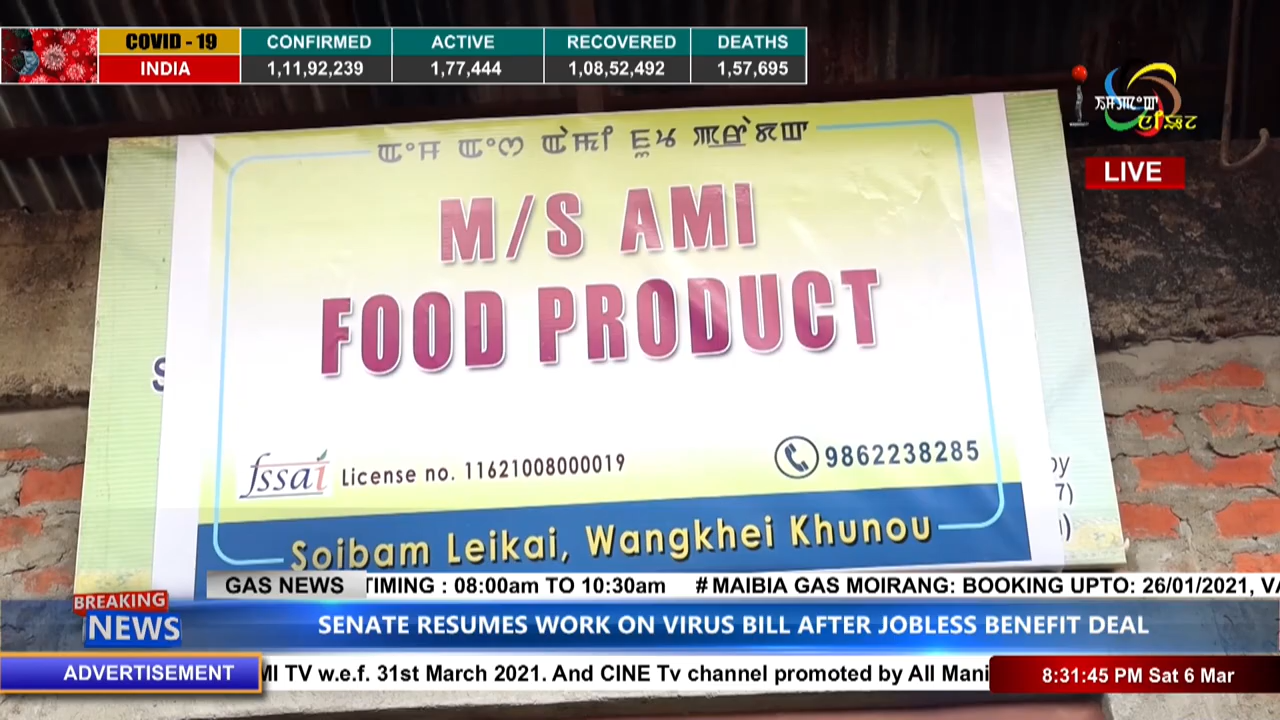 COVID - 19 CONFIRMED ACTIVE RECOVERED DEATHS
INDIA 1,11,92,239 1,77,444 1,08,52,492 1,57,695
LIVE
M/S AMI
FOOD PRODUCT
fssai License no. 11621008000019 9862238285
Soibam Leikai, Wangkhei Khunou
GAS NEWS TIMING : 08:00am TO 10:30am # MAIBIA GAS MOIRANG: BOOKING UPTO: 26/01/2021,
BREAKING
NEWS SENATE RESUMES WORK ON VIRUS BILL AFTER JOBLESS BENEFIT DEAL
ADVERTISEMENT MI TV w.e.f. 31st March 2021. And CINE Tv channel promoted by All Mani 8:31:45 PM Sat 6 Mar